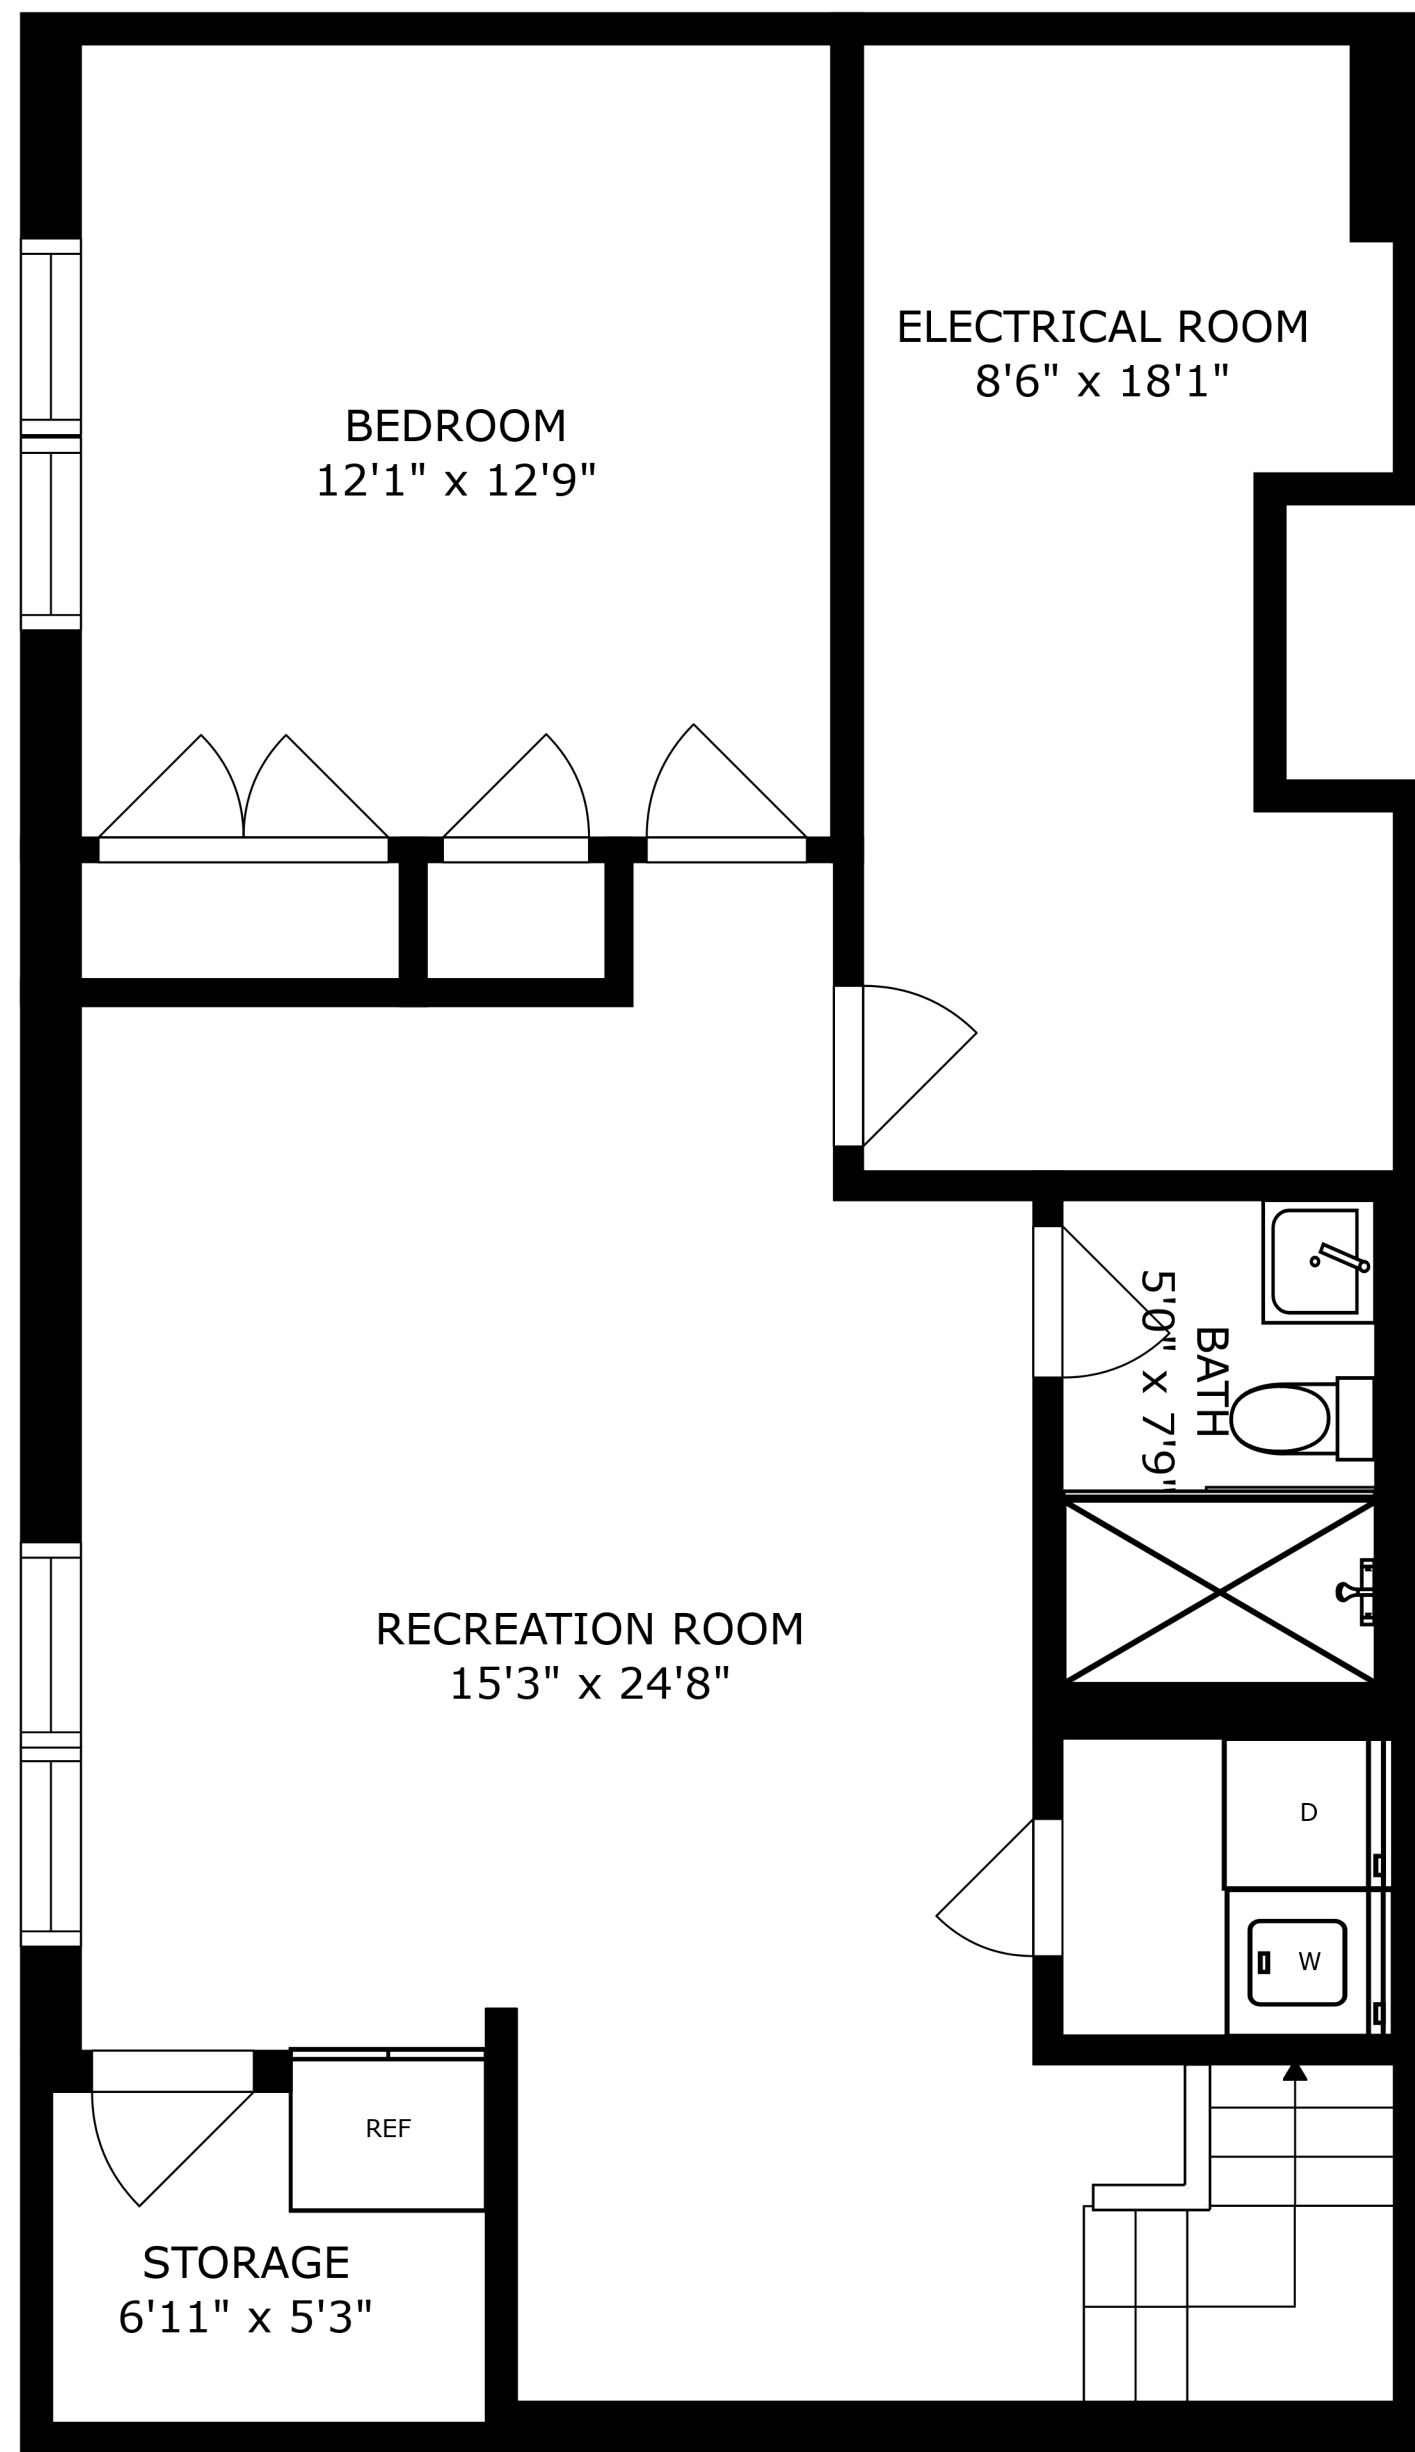 ELECTRICAL ROOM
8'6" x 18'1"
BEDROOM
12'1" x 12'9"
BATH
5'0" x 7'9"
RECREATION ROOM
15'3" x 24'8"
D
W
REF
STORAGE
6'11" x 5'3"